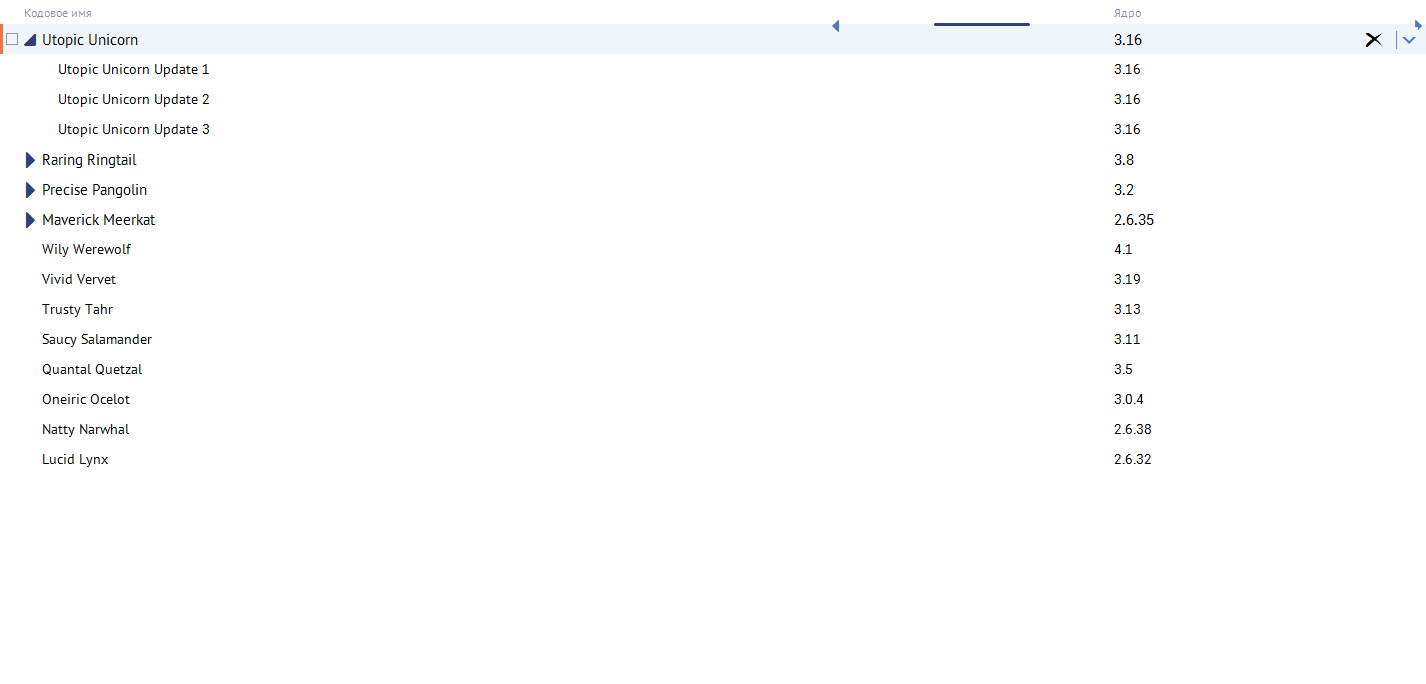 Кодовое имя Ядро
Utopic Unicorn 3.16
Utopic Unicorn Update 1 3.16
Utopic Unicorn Update 2 3.16
Utopic Unicorn Update 3 3.16
Raring Ringtail 3.8
Precise Pangolin 3.2
Maverick Meerkat 2.6.35
Wily Werewolf 4.1
Vivid Vervet 3.19
Trusty Tahr 3.13
Saucy Salamander 3.11
Quantal Quetzal 3.5
Oneiric Ocelot 3.0.4
Natty Narwhal 2.6.38
Lucid Lynx 2.6.32